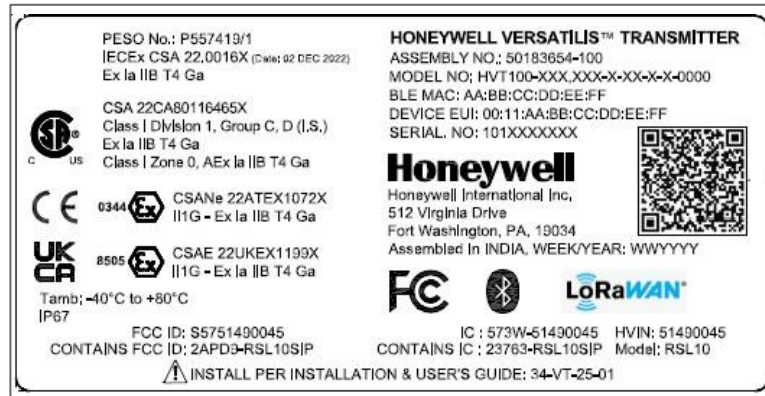 PESO No.: P557419/1
IECEx CSA 22.0016X (Date: 02 DEC 2022)
Ex Ia IIB T4 Ga
CSA 22CA80116465X
Class I Division 1, Group C, D (I.S.)
Ex Ia IIB T4 Ga
Class I Zone 0, AEx Ia IIB T4 Ga
CSA ®
C US
CE 0344 Ex CSANe 22ATEX1072X
II1G - Ex Ia IIB T4 Ga
UK CA 8505 Ex CSAE 22UKEX1199X
II1G - Ex Ia IIB T4 Ga
Tamb: -40°C to +80°C
IP67
HONEYWELL VERSATILIS™ TRANSMITTER
ASSEMBLY NO.: 50183654-100
MODEL NO: HVT100-XXX,XXX-X-XX-X-X-0000
BLE MAC: AA:BB:CC:DD:EE:FF
DEVICE EUI: 00:11:AA:BB:CC:DD:EE:FF
SERIAL. NO: 101XXXXXXX
Honeywell
Honeywell International Inc.
512 Virginia Drive
Fort Washington, PA, 19034
Assembled In INDIA, WEEK/YEAR: WWYYYY
FC LoRaWAN®
FCC ID: S5751490045
CONTAINS FCC ID: 2APD9-RSL10SIP
IC : 573W-51490045 HVIN: 51490045
CONTAINS IC : 23763-RSL10SIP Model: RSL10
INSTALL PER INSTALLATION & USER'S GUIDE: 34-VT-25-01